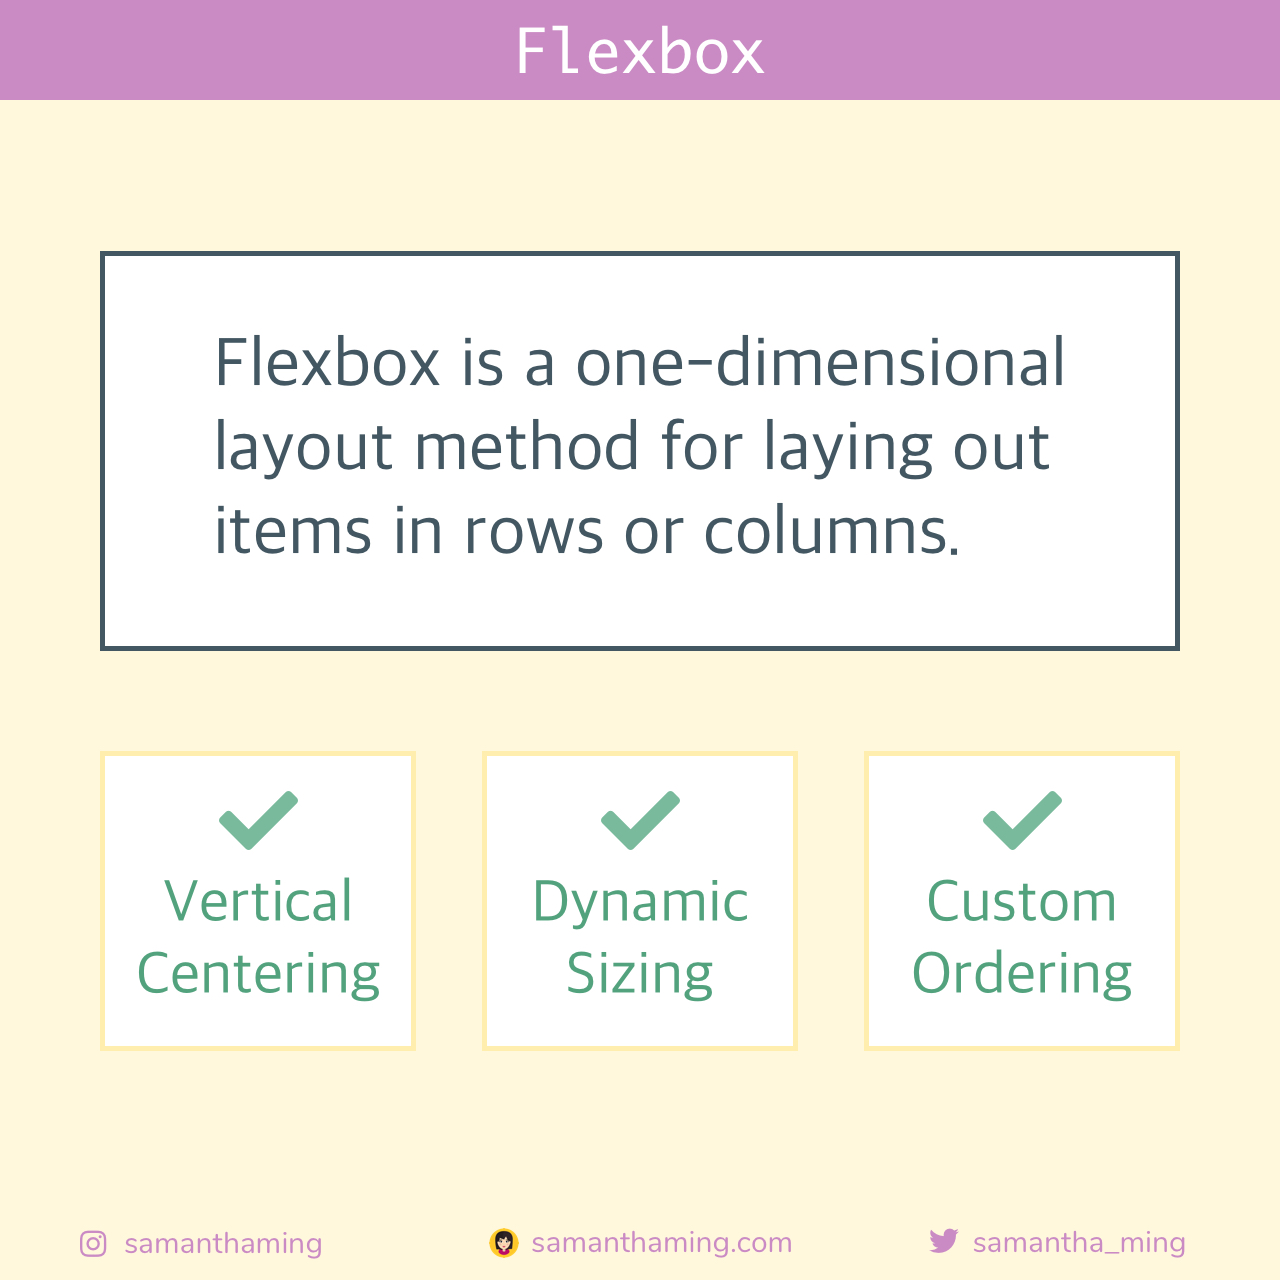 Flexbox
Flexbox is a one-dimensional
layout method for laying out
items in rows or columns.
Vertical
Centering
Dynamic
Sizing
Custom
Ordering
samanthaming
samanthaming.com
samantha_ming